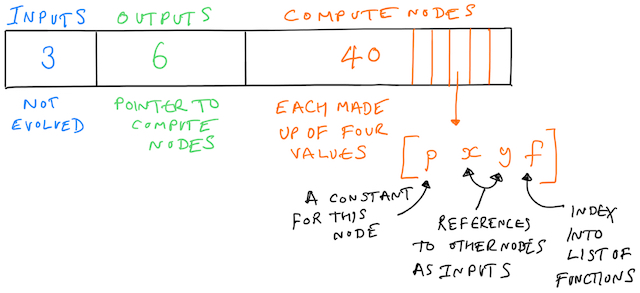 INPUTS OUTPUTS COMPUTE NODES
3 6 40
NOT
EVOLVED
POINTER TO
COMPUTE
NODES
EACH MADE
UP OF FOUR
VALUES
[p x y f]
A CONSTANT
FOR THIS
NODE
REFERENCES
TO OTHER NODES
AS INPUTS
INDEX
INTO
LIST OF
FUNCTIONS